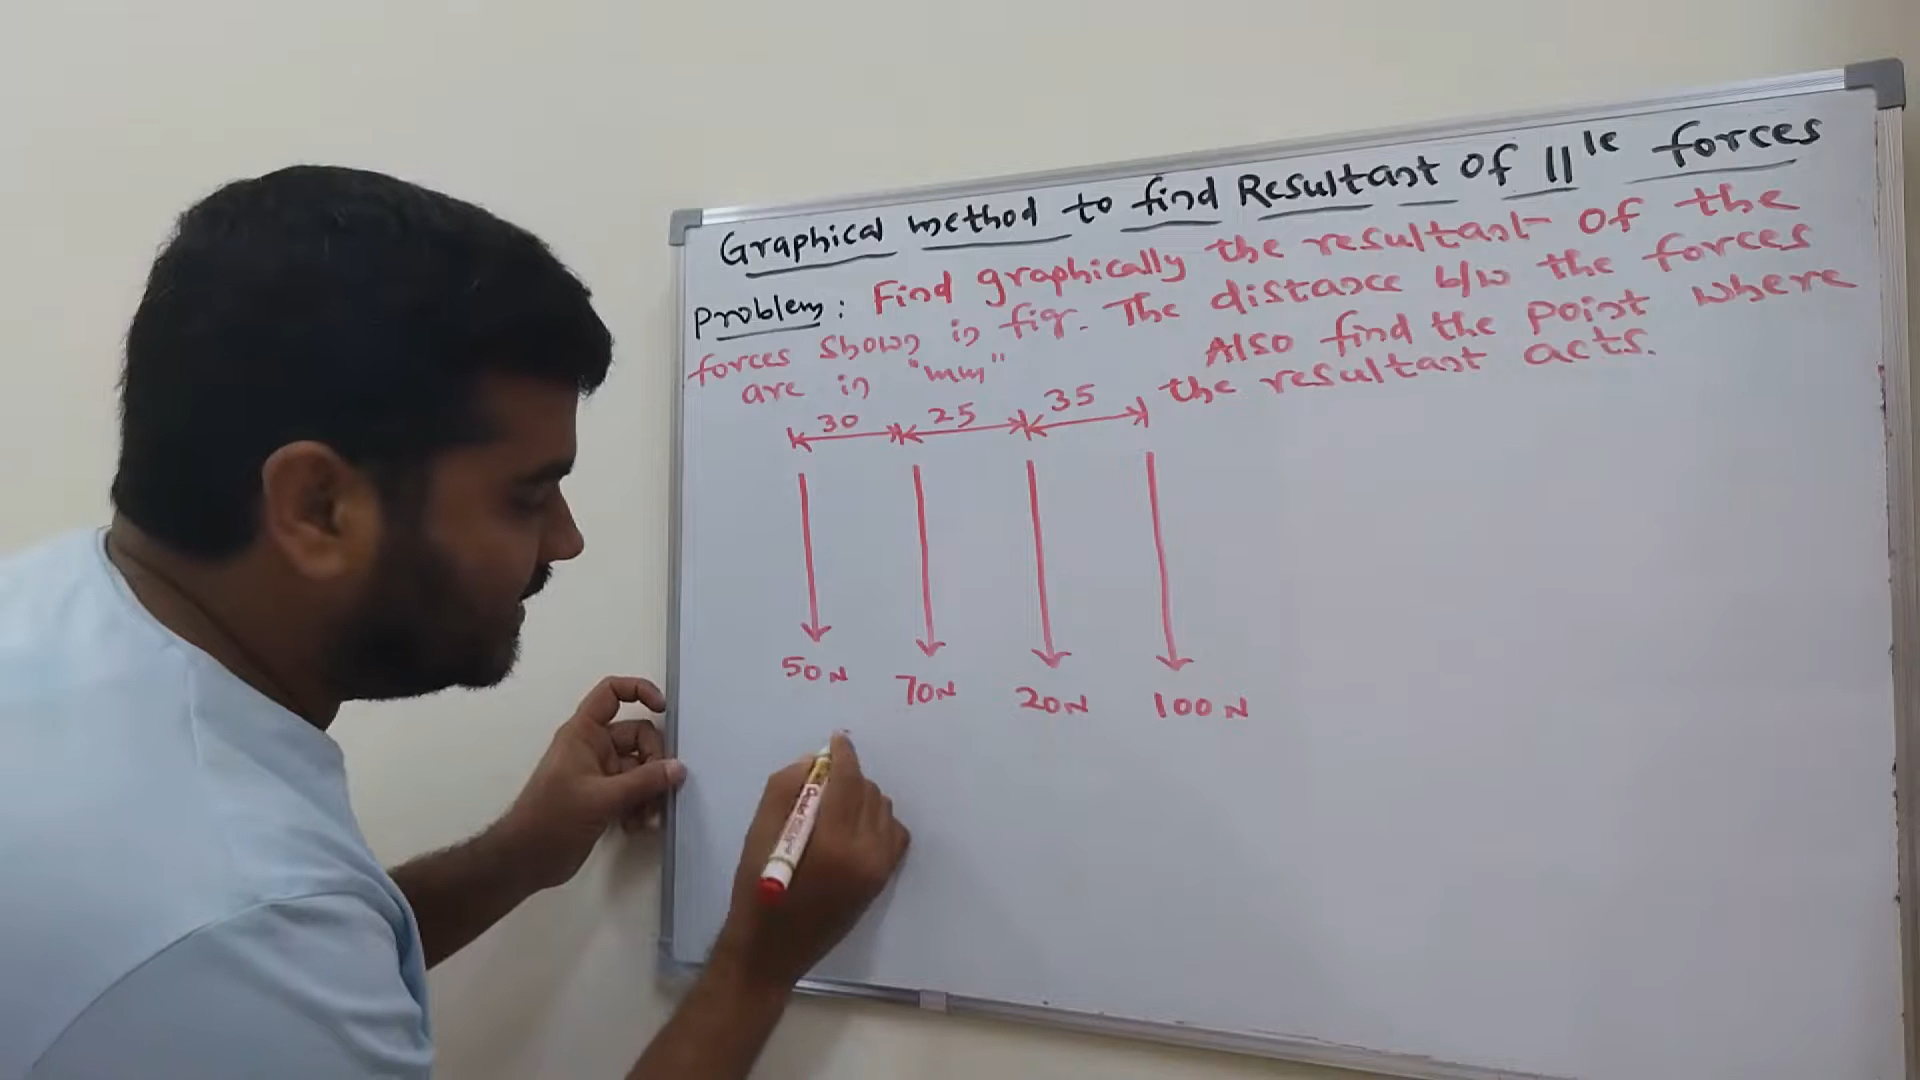 Graphical method to find Resultant of ||le forces
Problem: Find graphically the resultant of the
forces shown in fig. The distance b/w the forces
are in "mm" Also find the point where
the resultant acts.
30 25 35
50N 70N 20N 100N